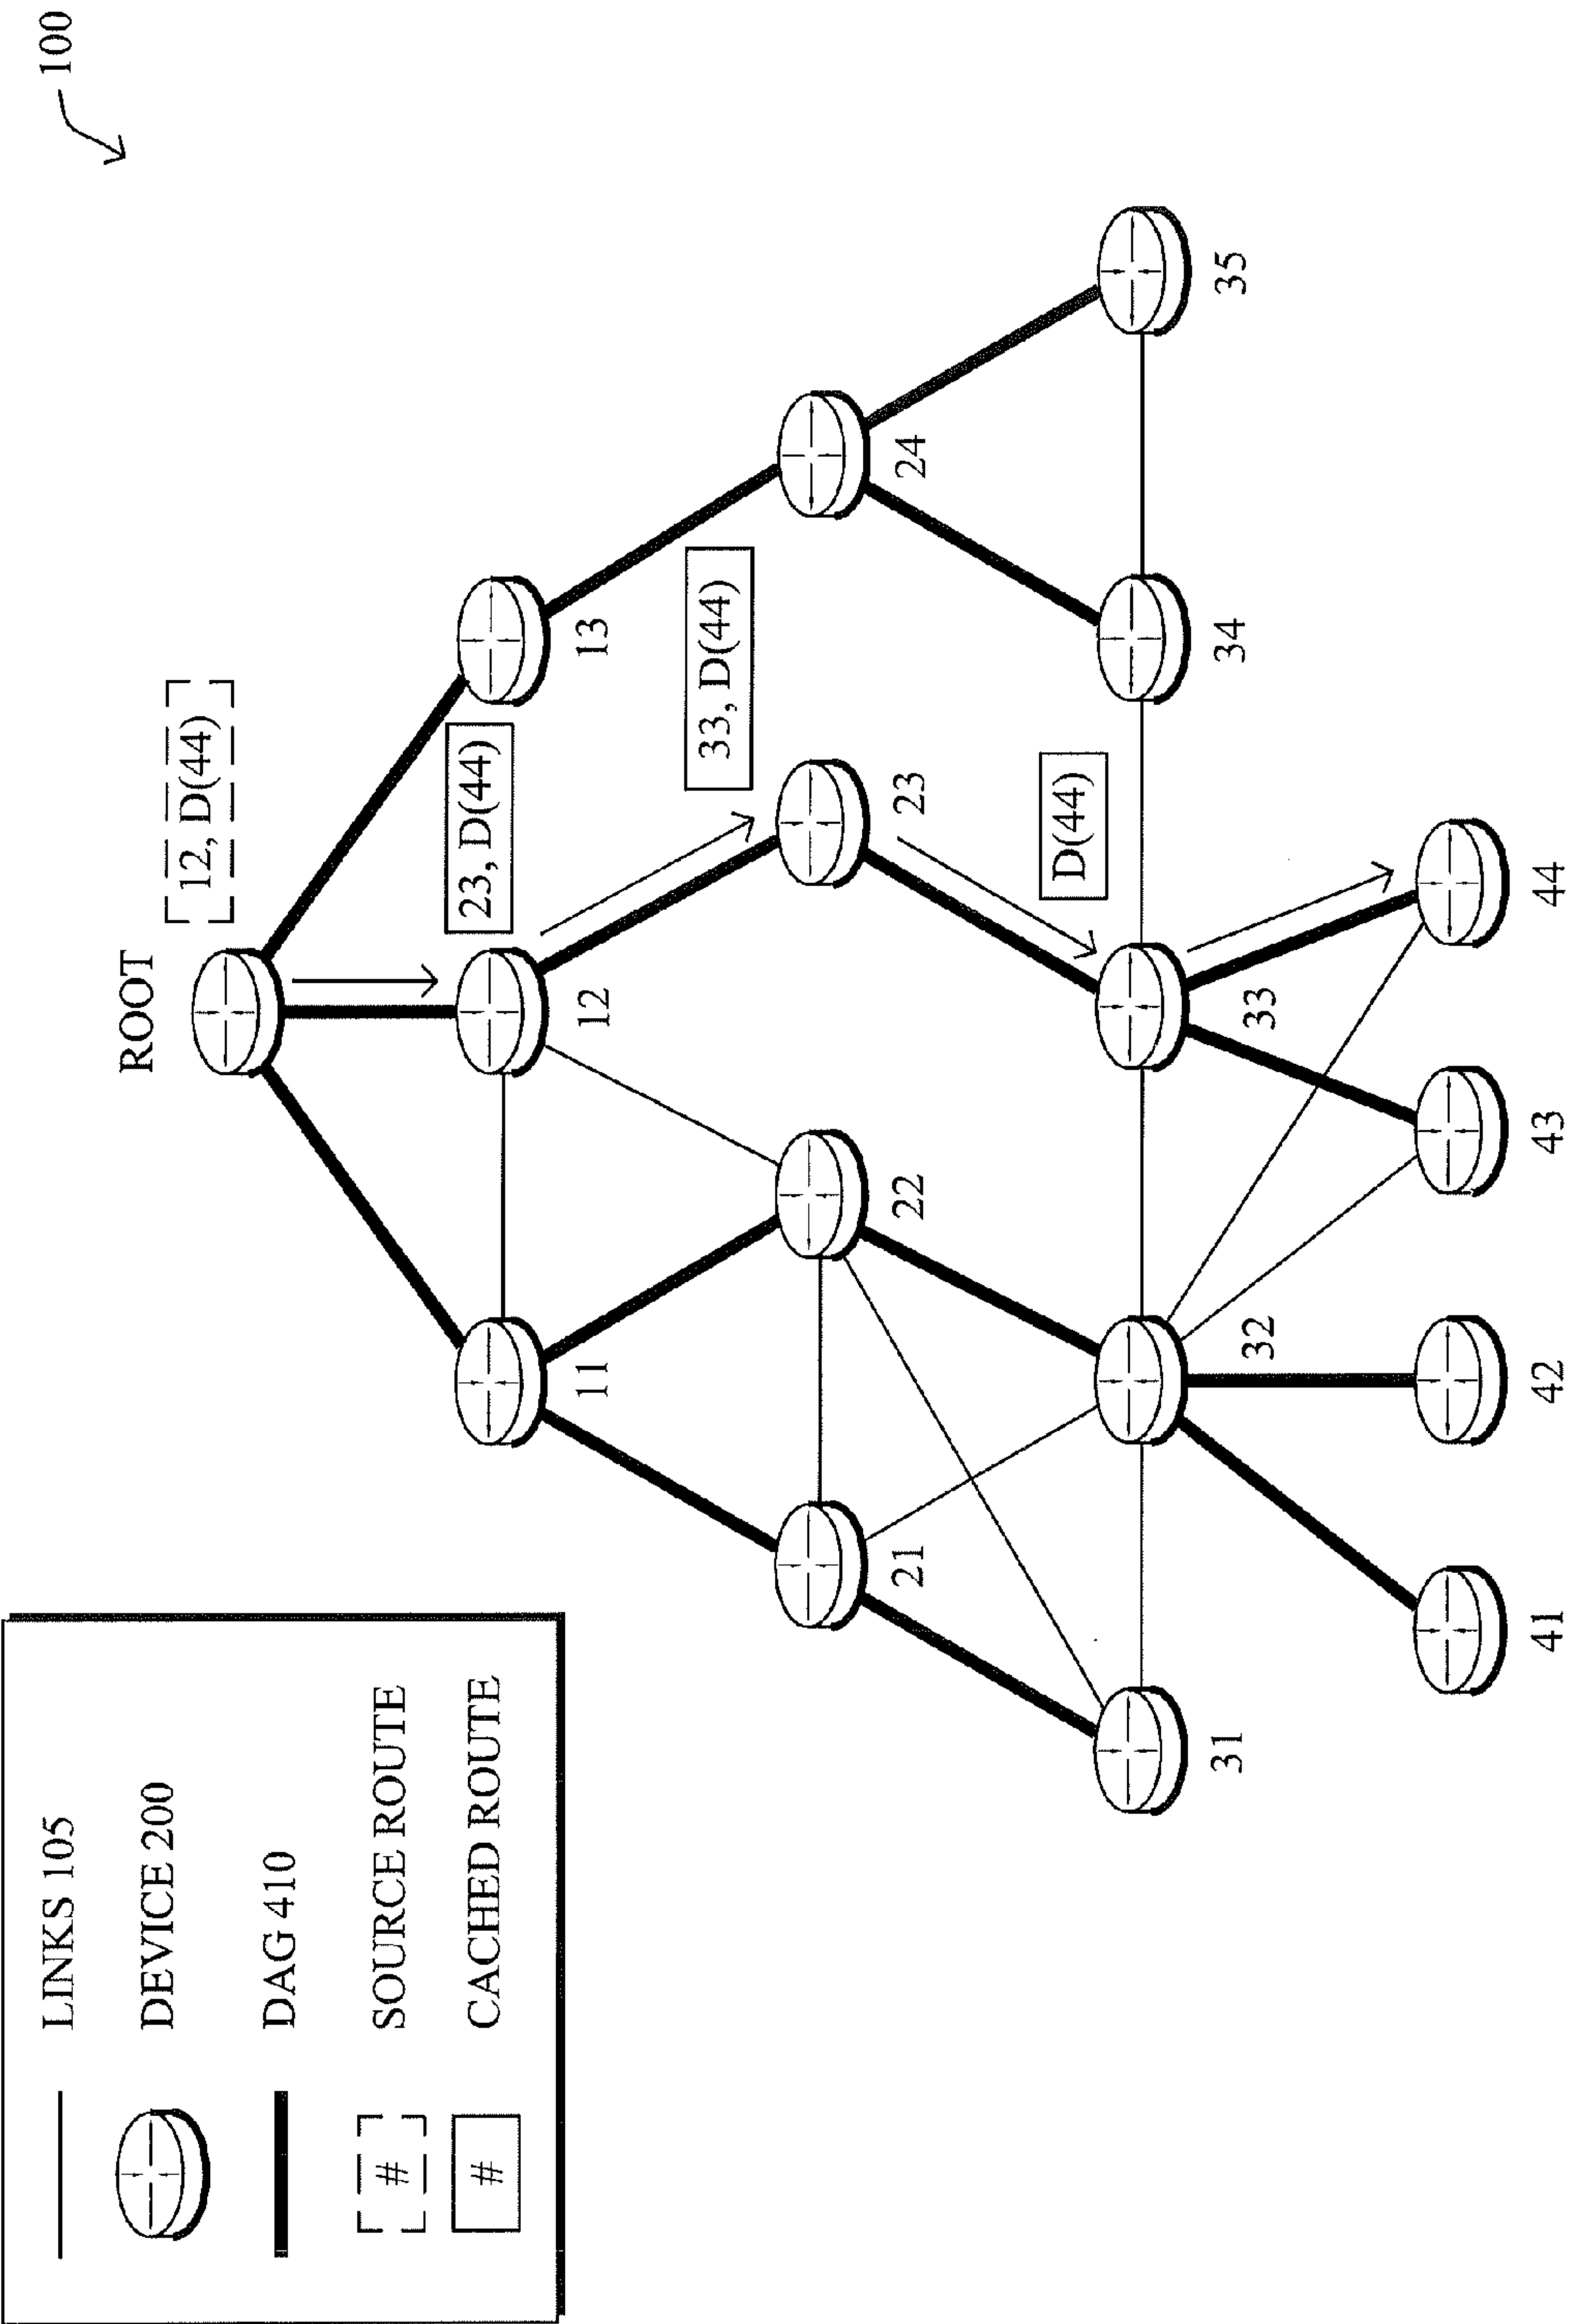 100
LINKS 105
DEVICE 200
DAG 410
# SOURCE ROUTE
# CACHED ROUTE
ROOT
12, D(44)
23, D(44)
11
12
13
33, D(44)
21
22
23
24
D(44)
31
32
33
34
35
41
42
43
44